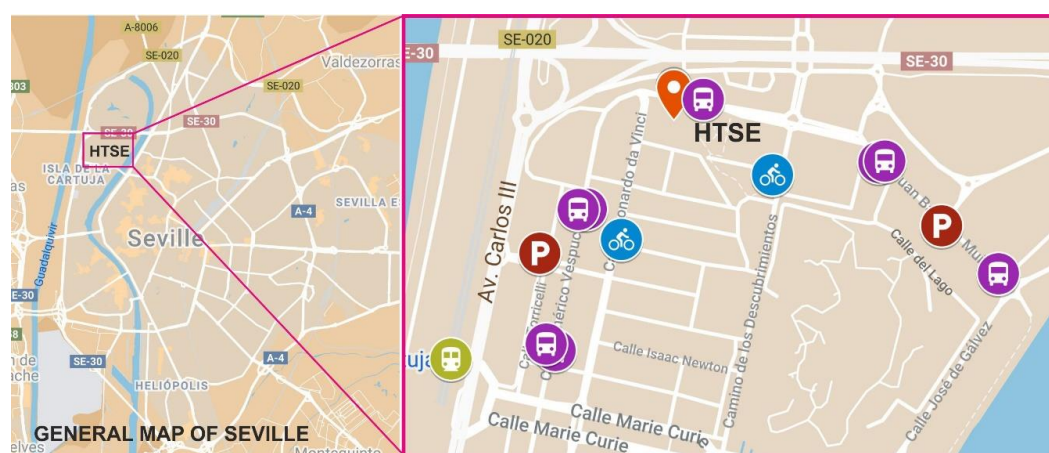 A-8006
SE-020
Valdezorras
SE-020
SE-30
SE-30
HTSE
ISLA DE LA
CARTUJA
A-4
SEVILLA ES
Seville
Guadalquivir
SE-30
SE-30
A-4
HELIÓPOLIS
GENERAL MAP OF SEVILLE
SE-020
SE-30
HTSE
Av. Carlos III
P
P
Calle del Lago
Camino de los Descubrimientos
Calle Isaac Newton
Calle José de Gálvez
Calle Marie Curie
Calle Marie Curie